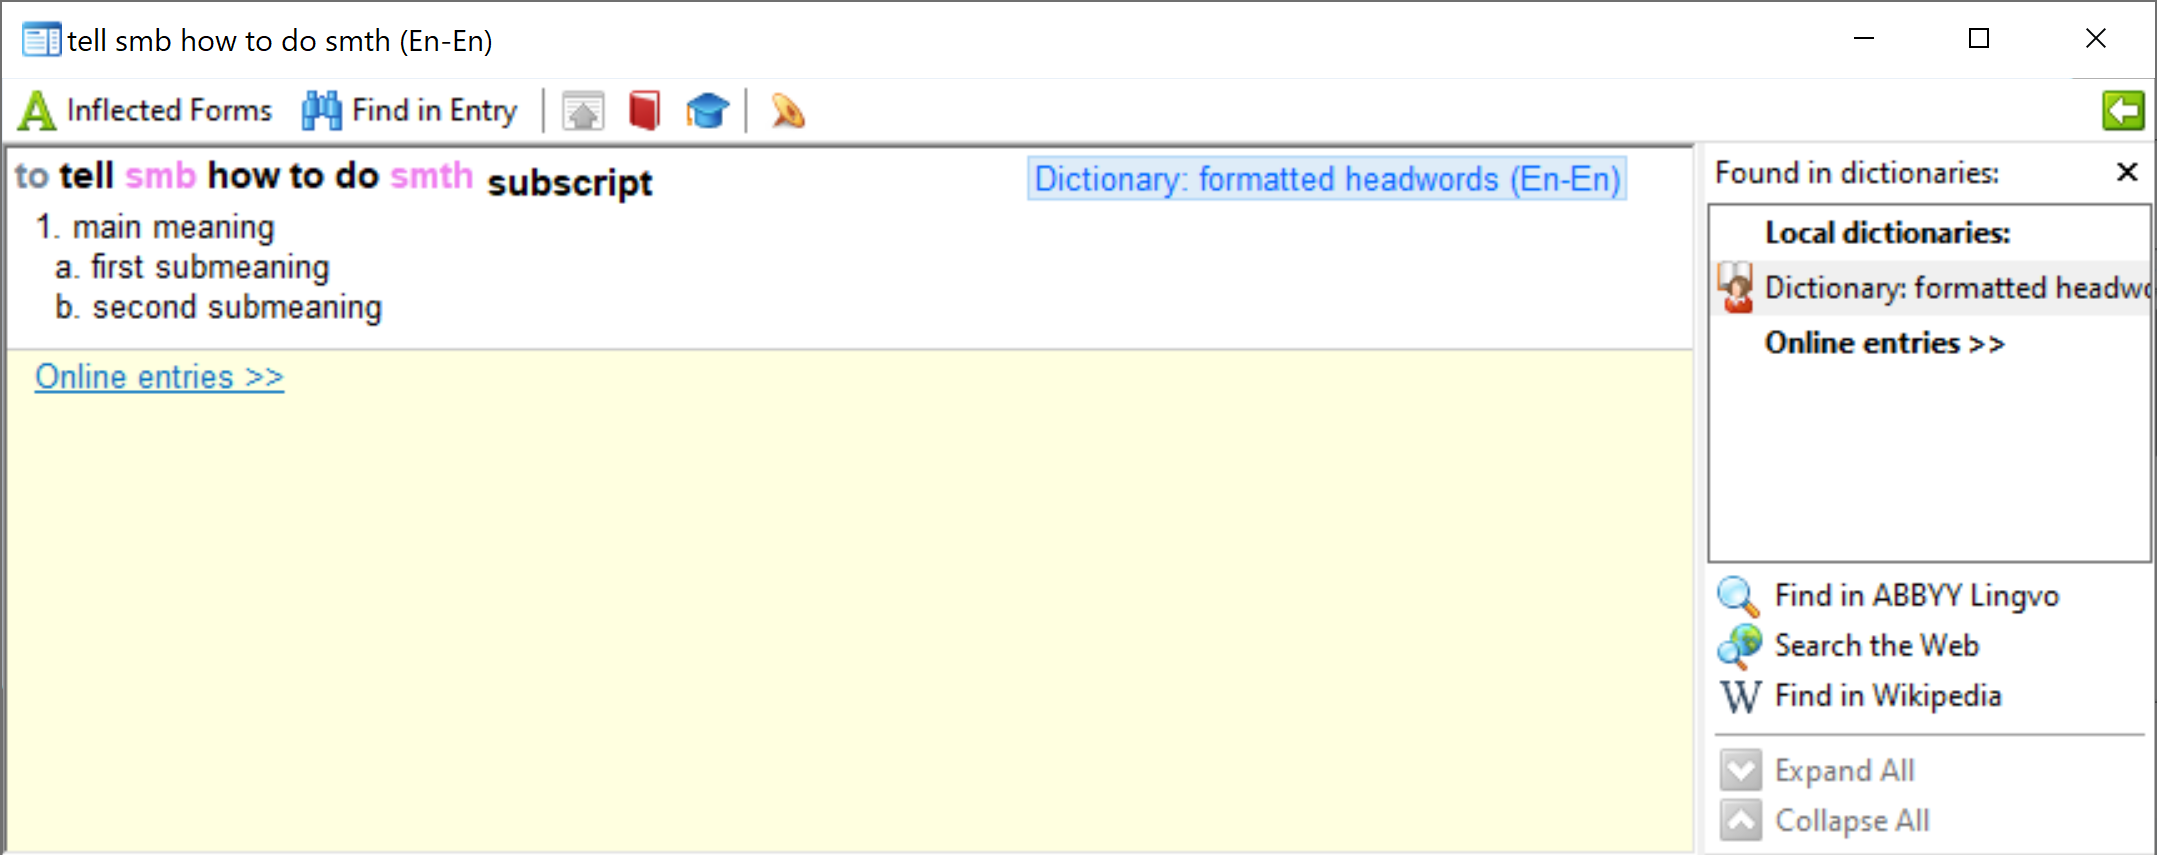 tell smb how to do smth (En-En)
Inflected Forms Find in Entry
to tell smb how to do smth subscript
Dictionary: formatted headwords (En-En)
1. main meaning
a. first submeaning
b. second submeaning
Online entries >>
Found in dictionaries:
Local dictionaries:
Dictionary: formatted headwo
Online entries >>
Find in ABBYY Lingvo
Search the Web
W Find in Wikipedia
Expand All
Collapse All